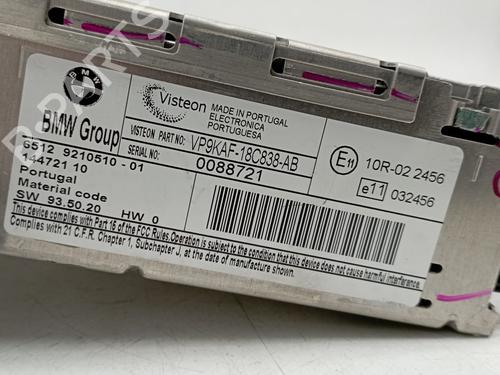 BMW
BMW Group
Visteon
MADE IN PORTUGAL
ELECTRONICA
PORTUGUESA
VISTEON PART NO: VP9KAF-18C838-AB
SERIAL NO: 0088721
E11 10R-02 2456
e11 032456
6512 9210510-01
144721 10
Portugal
Material code
SW 93.50.20 HW 0
This device complies with Part 15 of the FCC Rules.Operation is subject to the condition that this device does not cause harmful interference.
Complies with 21 C.F.R. Chapter 1, Subchapter J, at the date of manufacture shown.